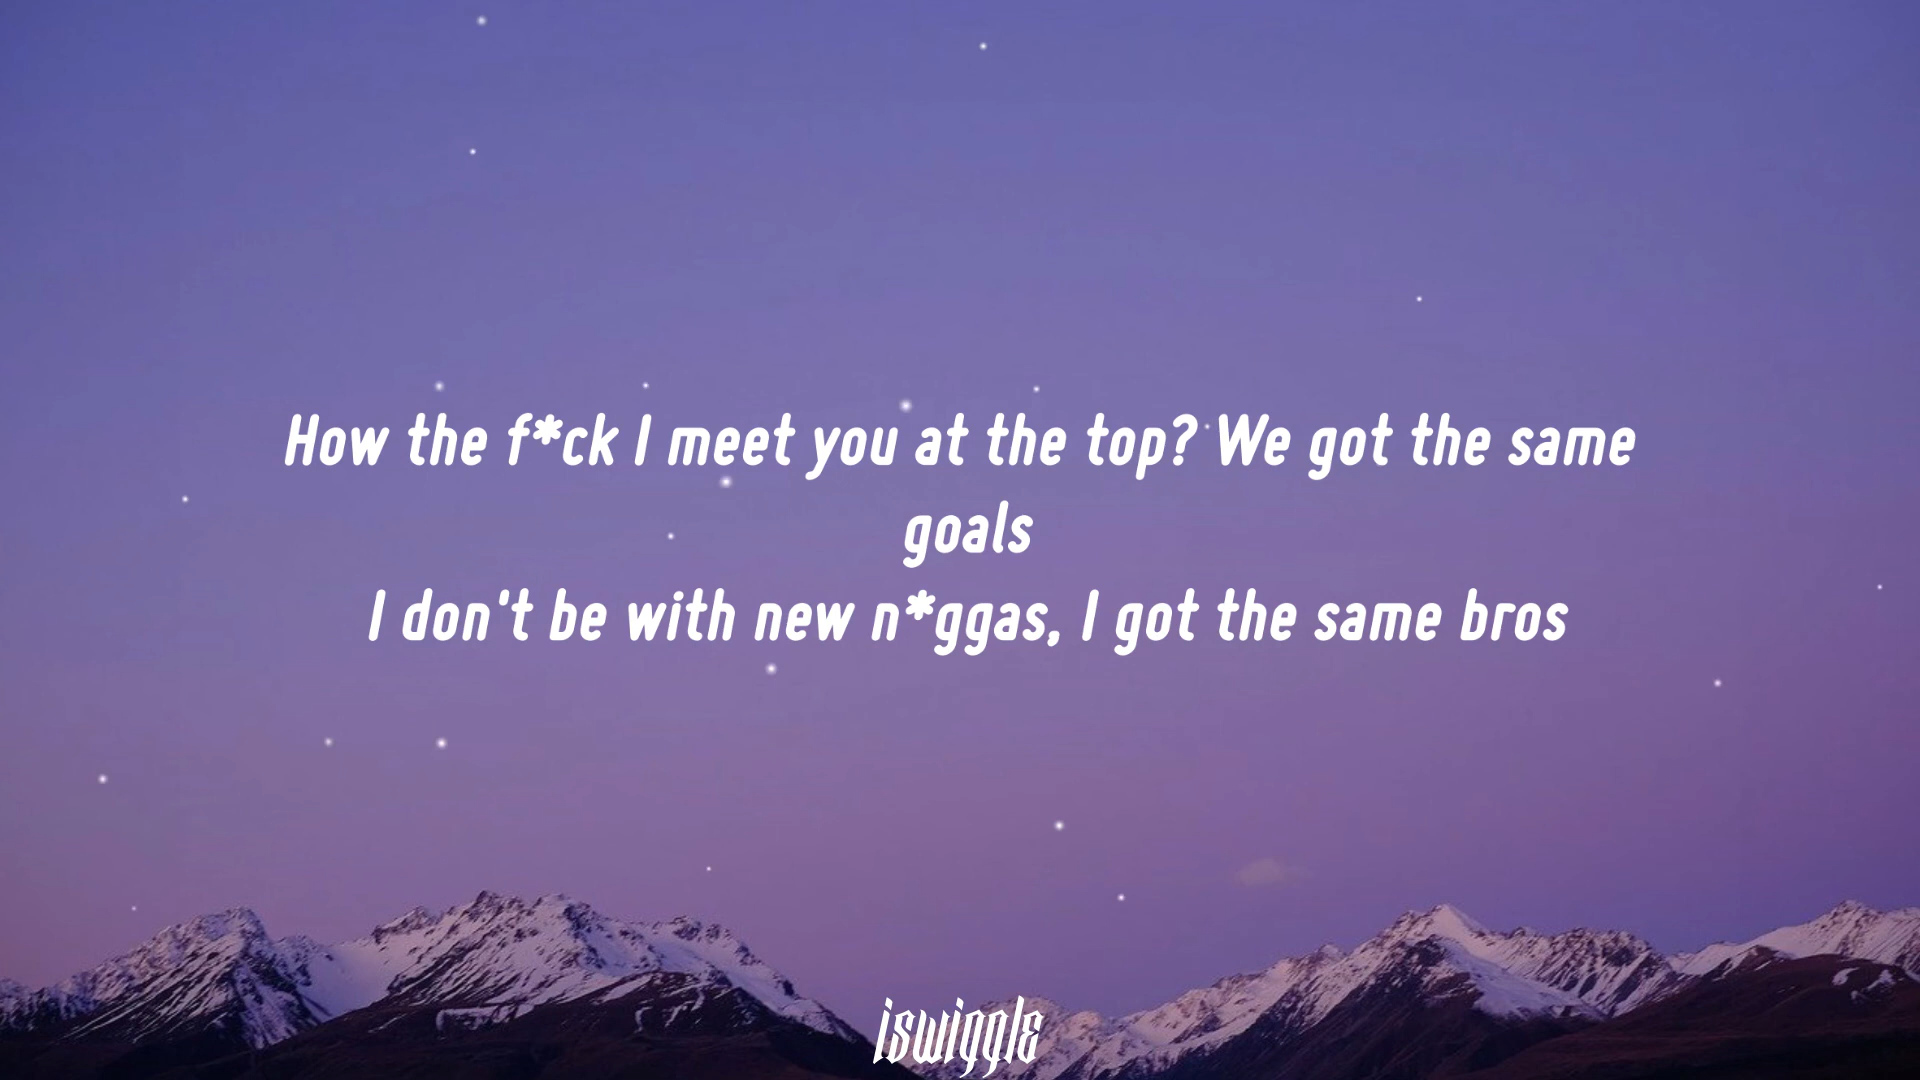 How the f*ck I meet you at the top? We got the same
goals
I don't be with new n*ggas, I got the same bros
iswiggle